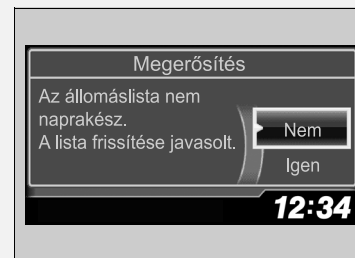 Megerősítés
Az állomáslista nem
naprakész.
A lista frissítése javasolt.
Nem
Igen
12:34